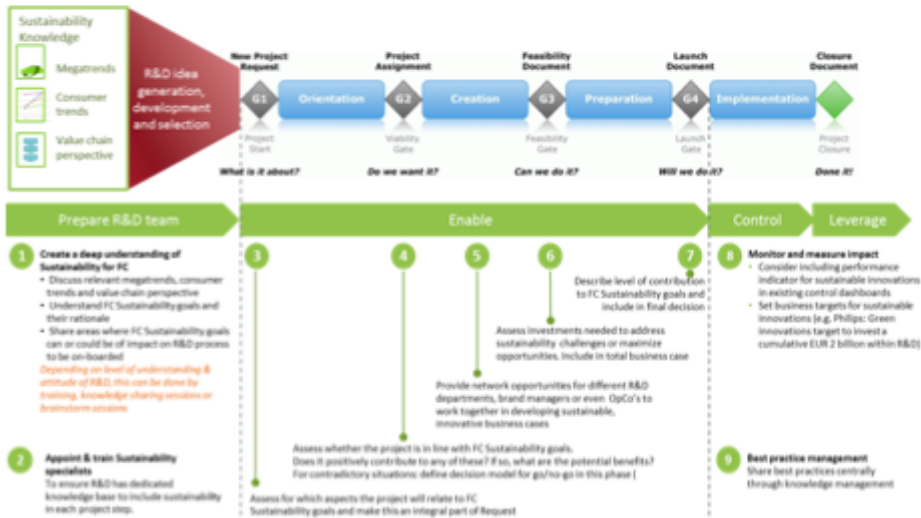 Sustainability
Knowledge
Megatrends
Consumer
trends
Value chain
perspective
R&D idea
generation,
development
and selection
New Project
Request
Project
Assignment
Feasibility
Document
Launch
Document
Closure
Document
G1
Orientation
G2
Creation
G3
Preparation
G4
Implementation
Project
Start
Viability
Gate
Feasibility
Gate
Launch
Gate
Project
Closure
What is it about?
Do we want it?
Can we do it?
Will we do it?
Done it!
Prepare R&D team
Enable
Control
Leverage
1
Create a deep understanding of
Sustainability for FC
• Discuss relevant megatrends, consumer
trends and value chain perspective
• Understand FC Sustainability goals and
their rationale
• Share areas where FC Sustainability goals
can or could be of impact on R&D process
to be on-boarded
Depending on level of understanding &
attitude of R&D, this can be done by
training, knowledge sharing sessions or
brainstorm sessions
2
Appoint & train Sustainability
specialists
To ensure R&D has dedicated
knowledge base to include sustainability
in each project step.
3
Assess for which aspects the project will relate to FC
Sustainability goals and make this an integral part of Request
4
Assess whether the project is in line with FC Sustainability goals.
Does it positively contribute to any of these? If so, what are the potential benefits?
For contradictory situations: define decision model for go/no-go in this phase (
5
Provide network opportunities for different R&D
departments, brand managers or even OpCo's to
work together in developing sustainable,
innovative business cases
6
Assess investments needed to address
sustainability challenges or maximize
opportunities. Include in total business case
7
Describe level of contribution
to FC Sustainability goals and
include in final decision
8
Monitor and measure impact
• Consider including performance
indicator for sustainable innovations
in existing control dashboards
• Set business targets for sustainable
innovations (e.g. Philips: Green
innovations target to invest a
cumulative EUR 2 billion within R&D)
9
Best practice management
Share best practices centrally
through knowledge management